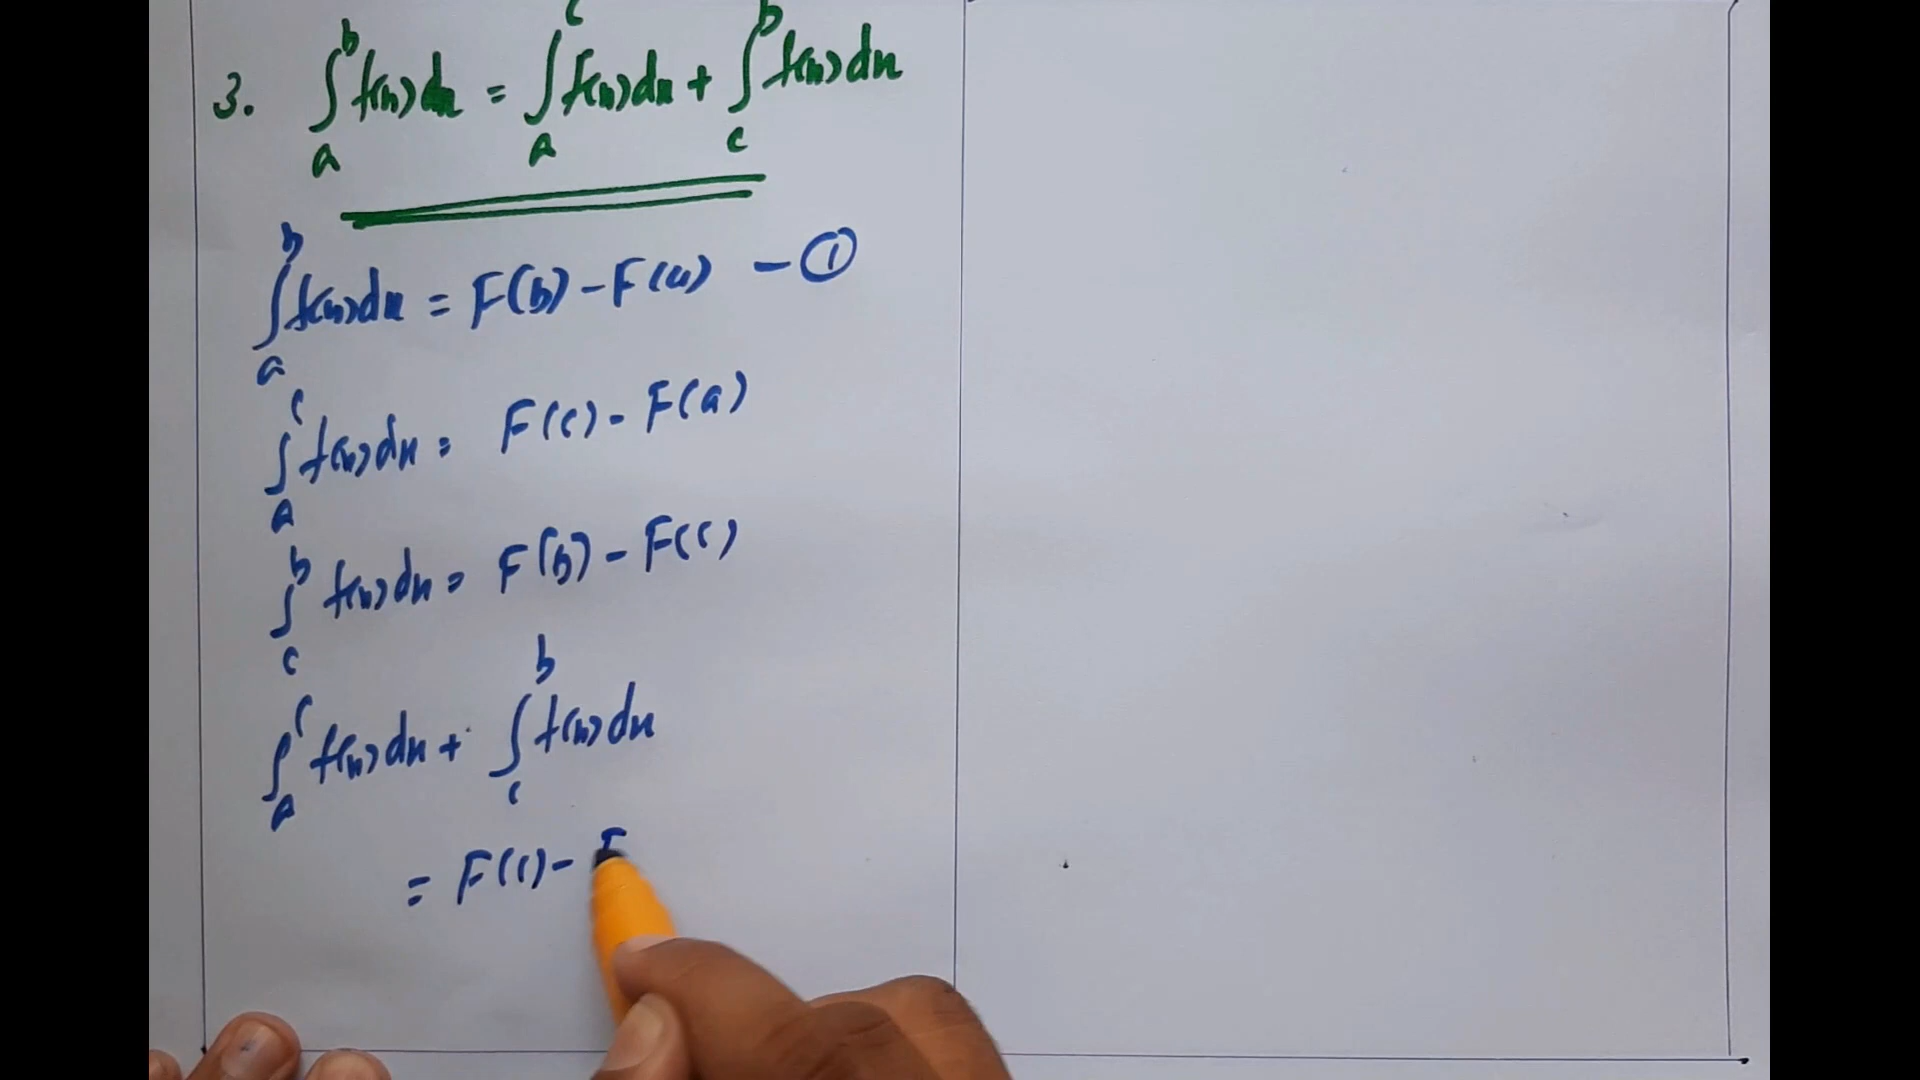 3. ∫ₐᵇ f(x)dx = ∫ₐᶜ f(x)dx + ∫꜀ᵇ f(x)dx
∫ₐᵇ f(x)dx = F(b) - F(a) - ①
∫ₐᶜ f(x)dx = F(c) - F(a)
∫꜀ᵇ f(x)dx = F(b) - F(c)
∫ₐᶜ f(x)dx + ∫꜀ᵇ f(x)dx
= F(c) - F